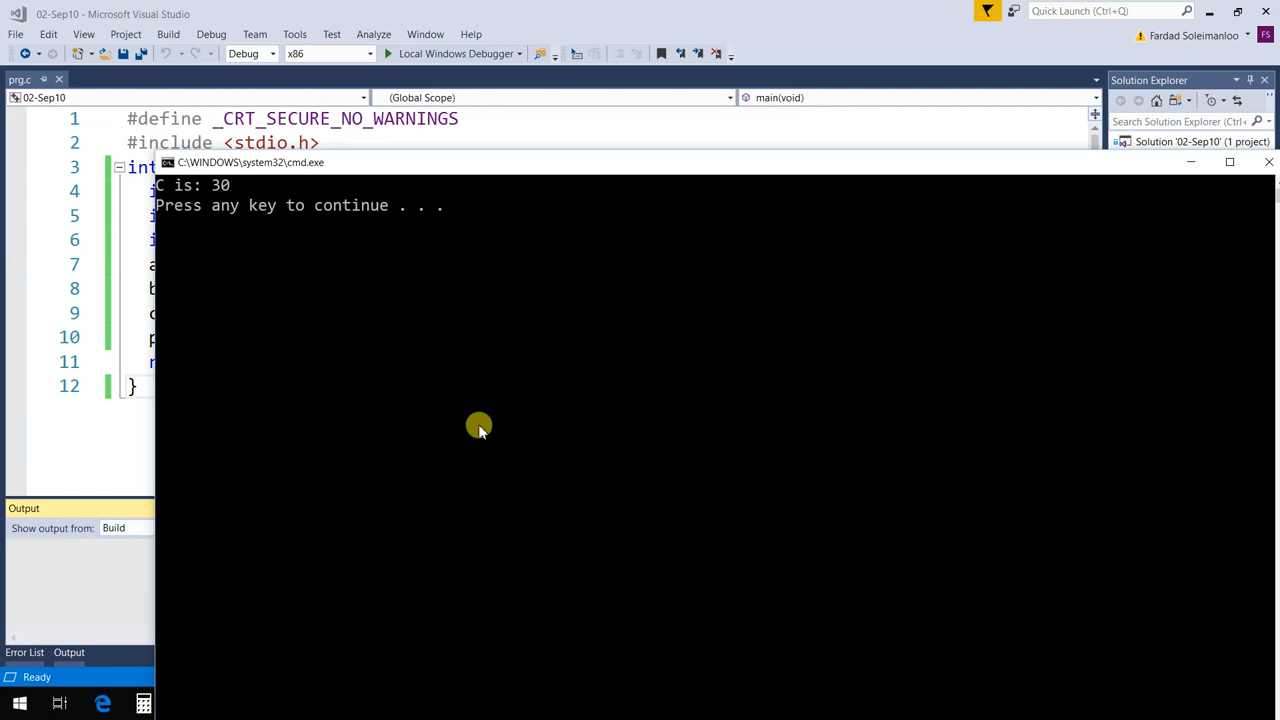 02-Sep10 - Microsoft Visual Studio
Quick Launch (Ctrl+Q)
File Edit View Project Build Debug Team Tools Test Analyze Window Help
Fardad Soleimanloo FS
Debug x86 Local Windows Debugger
prg.c
Solution Explorer
02-Sep10 (Global Scope) main(void)
Search Solution Explorer (Ctrl+
Solution '02-Sep10' (1 project)
1 #define _CRT_SECURE_NO_WARNINGS
2 #include <stdio.h>
3 int
C:\WINDOWS\system32\cmd.exe
4 i
C is: 30
5 i
Press any key to continue . . .
6 i
7 a
8 b
9 c
10 p
11 r
12 }
Output
Show output from: Build
Error List Output
Ready